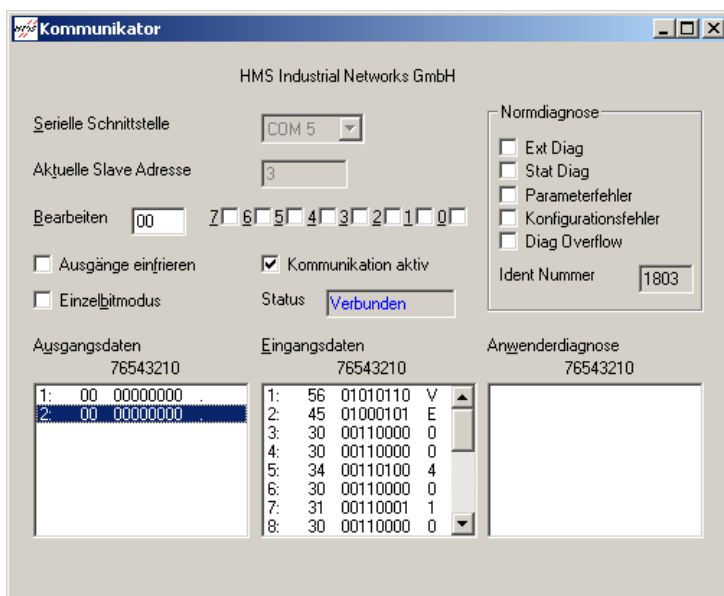 HMS Kommunikator
HMS Industrial Networks GmbH
Serielle Schnittstelle COM 5
Aktuelle Slave Adresse 3
Bearbeiten 00 7 6 5 4 3 2 1 0
Ausgänge einfrieren Kommunikation aktiv
Einzelbitmodus Status Verbunden
Normdiagnose
Ext Diag
Stat Diag
Parameterfehler
Konfigurationsfehler
Diag Overflow
Ident Nummer 1803
Ausgangsdaten
76543210
1: 00 00000000 .
2: 00 00000000 .
Eingangsdaten
76543210
1: 56 01010110 V
2: 45 01000101 E
3: 30 00110000 0
4: 30 00110000 0
5: 34 00110100 4
6: 30 00110000 0
7: 31 00110001 1
8: 30 00110000 0
Anwenderdiagnose
76543210